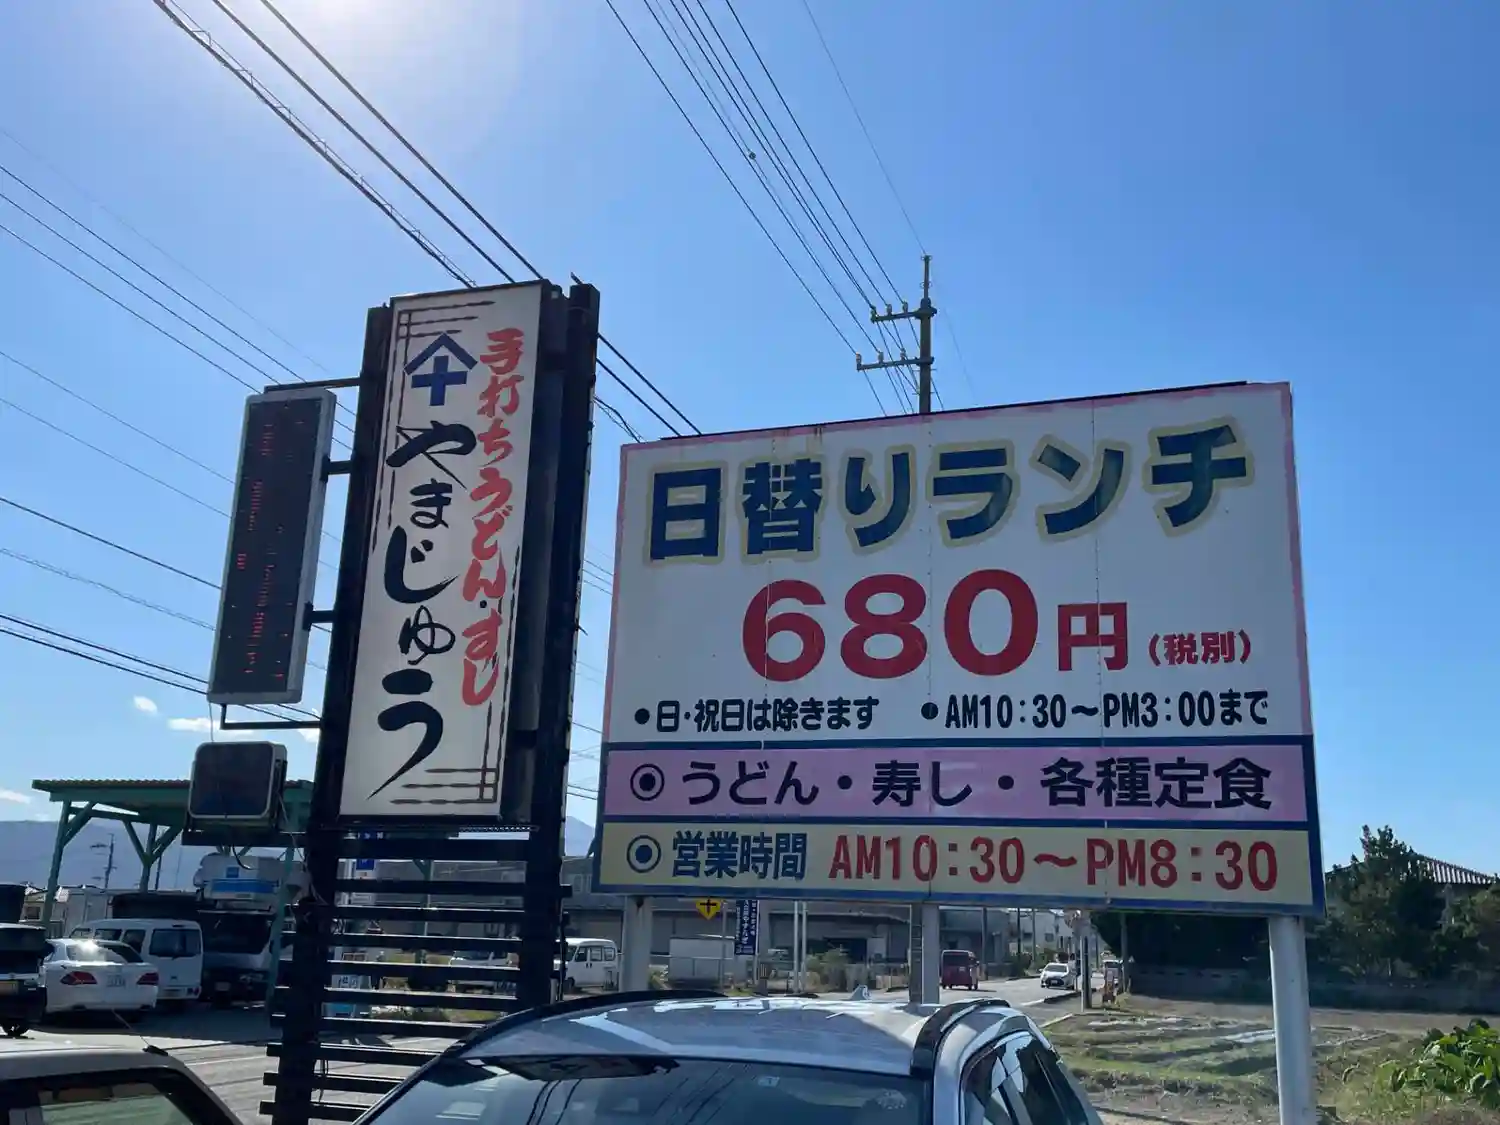 手打ちうどん・すし
やまじゅう
日替りランチ
680円(税別)
●日・祝日は除きます ●AM10:30〜PM3:00まで
◎うどん・寿し・各種定食
◎営業時間 AM10:30〜PM8:30